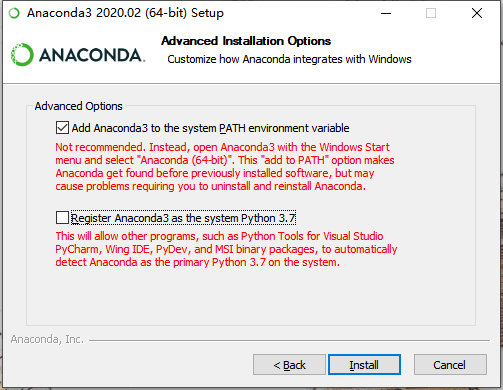 Anaconda3 2020.02 (64-bit) Setup
ANACONDA.
Advanced Installation Options
Customize how Anaconda integrates with Windows
Advanced Options
Add Anaconda3 to the system PATH environment variable
Not recommended. Instead, open Anaconda3 with the Windows Start
menu and select "Anaconda (64-bit)". This "add to PATH" option makes
Anaconda get found before previously installed software, but may
cause problems requiring you to uninstall and reinstall Anaconda.
Register Anaconda3 as the system Python 3.7
This will allow other programs, such as Python Tools for Visual Studio
PyCharm, Wing IDE, PyDev, and MSI binary packages, to automatically
detect Anaconda as the primary Python 3.7 on the system.
Anaconda, Inc.
< Back
Install
Cancel